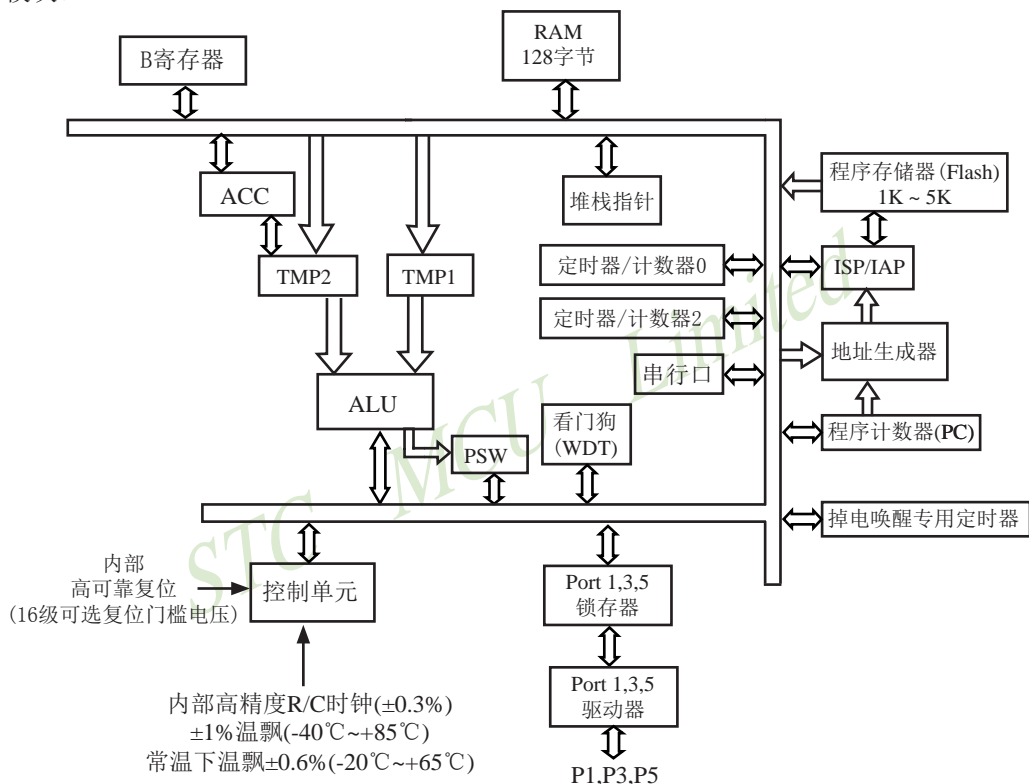 B寄存器
RAM
128字节
ACC
堆栈指针
程序存储器(Flash)
1K ~ 5K
TMP2
TMP1
定时器/计数器0
ISP/IAP
定时器/计数器2
地址生成器
串行口
ALU
看门狗
(WDT)
程序计数器(PC)
PSW
掉电唤醒专用定时器
STC MCU Limited
内部
高可靠复位
(16级可选复位门槛电压)
控制单元
Port 1,3,5
锁存器
内部高精度R/C时钟(±0.3%)
±1%温飘(-40℃~+85℃)
常温下温飘±0.6%(-20℃~+65℃)
Port 1,3,5
驱动器
P1,P3,P5